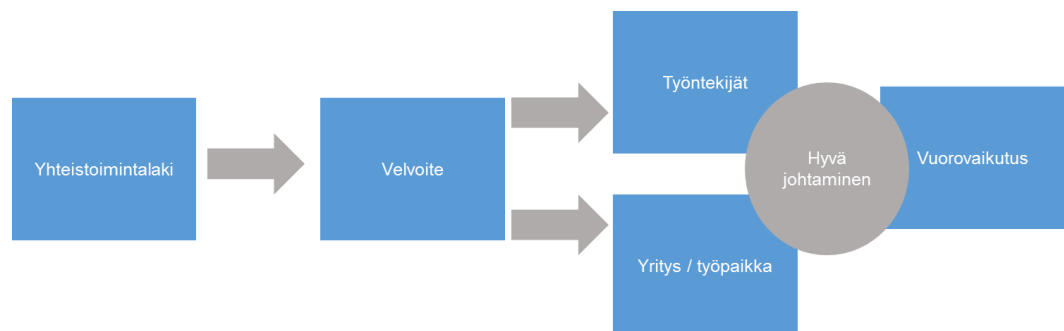 Yhteistoimintalaki
Velvoite
Työntekijät
Yritys / työpaikka
Hyvä
johtaminen
Vuorovaikutus